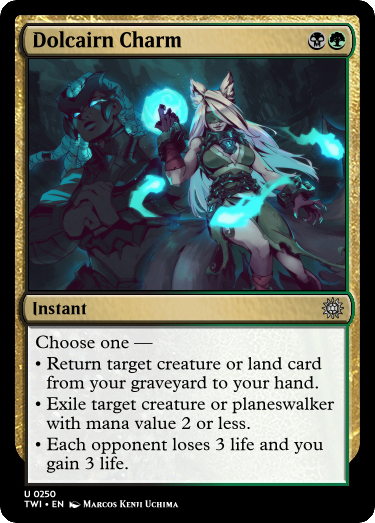 Dolcairn Charm
Instant
Choose one —
• Return target creature or land card
from your graveyard to your hand.
• Exile target creature or planeswalker
with mana value 2 or less.
• Each opponent loses 3 life and you
gain 3 life.
U 0250
TWI • EN Marcos Kenji Uchima